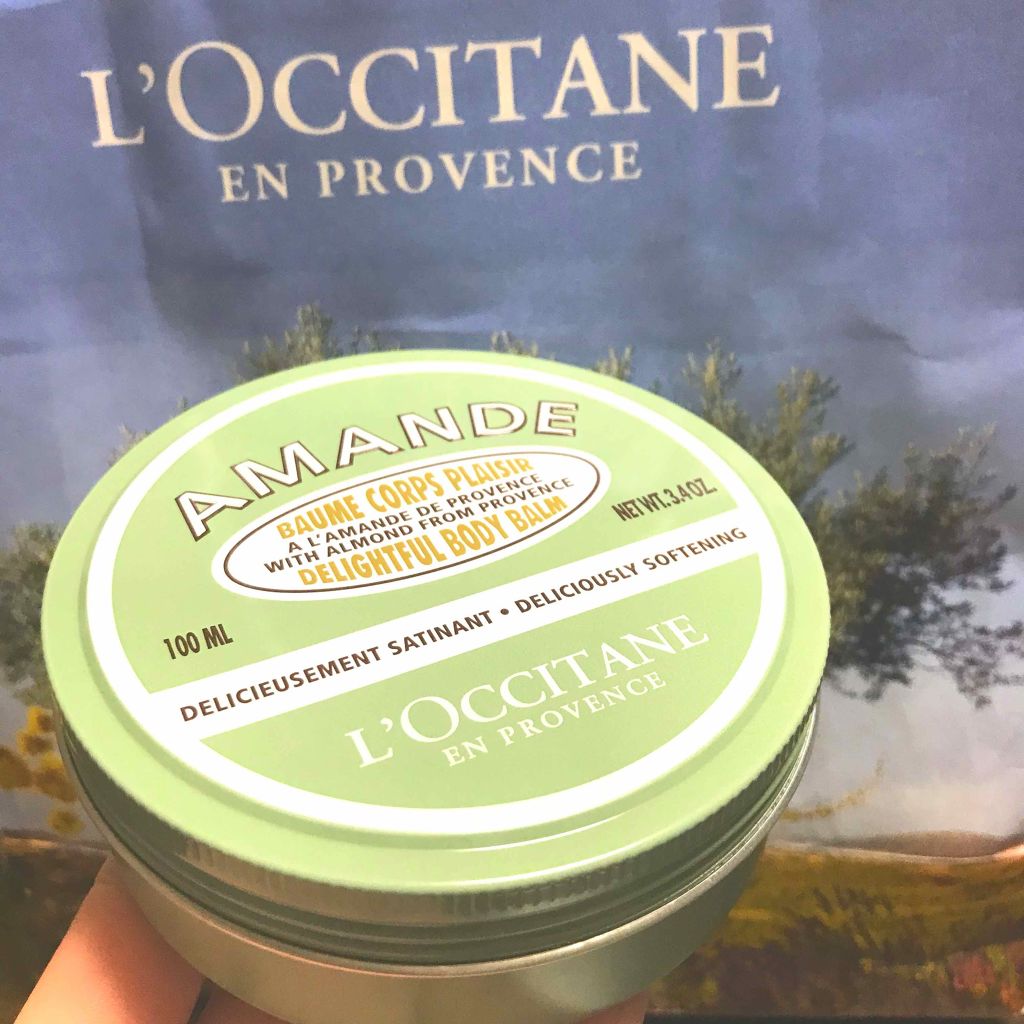 L'OCCITANE
EN PROVENCE
AMANDE
BAUME CORPS PLAISIR
A L'AMANDE DE PROVENCE
WITH ALMOND FROM PROVENCE
DELIGHTFUL BODY BALM
NET WT. 3.4 OZ.
100 ML
DELICIEUSEMENT SATINANT • DELICIOUSLY SOFTENING
L'OCCITANE
EN PROVENCE